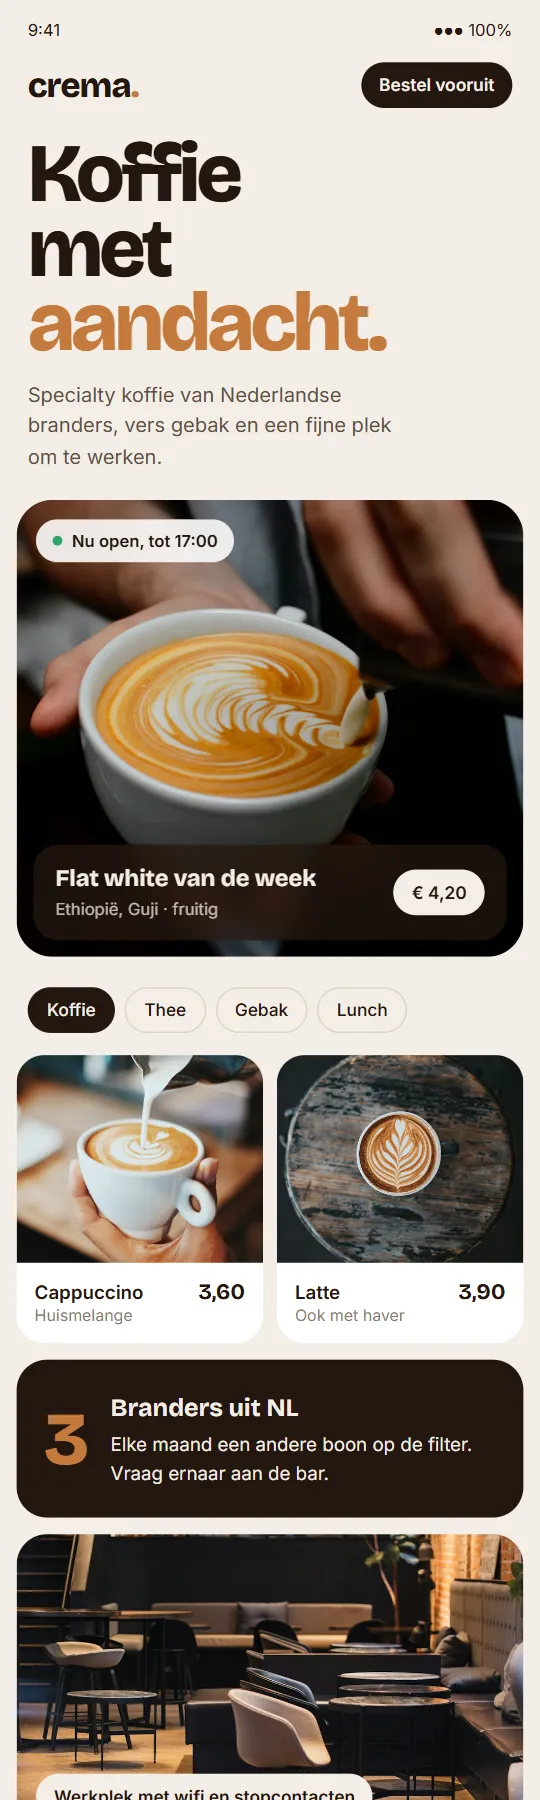 9:41
●●● 100%
crema.
Bestel vooruit
Koffie
met
aandacht.
Specialty koffie van Nederlandse
branders, vers gebak en een fijne plek
om te werken.
Nu open, tot 17:00
Flat white van de week
Ethiopië, Guji · fruitig
€ 4,20
Koffie
Thee
Gebak
Lunch
Cappuccino
3,60
Huismelange
Latte
3,90
Ook met haver
3
Branders uit NL
Elke maand een andere boon op de filter.
Vraag ernaar aan de bar.
Werkplek met wifi en stopcontacten